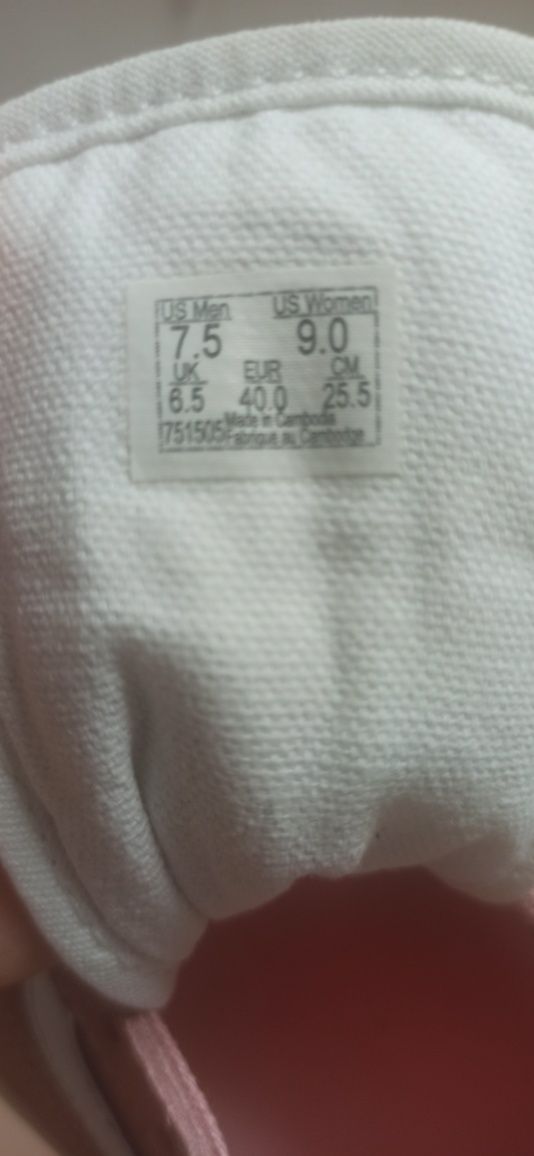 US Men US Women
7.5 9.0
UK EUR CM
6.5 40.0 25.5
751505 Made in Cambodia
Fabrique au Cambodge